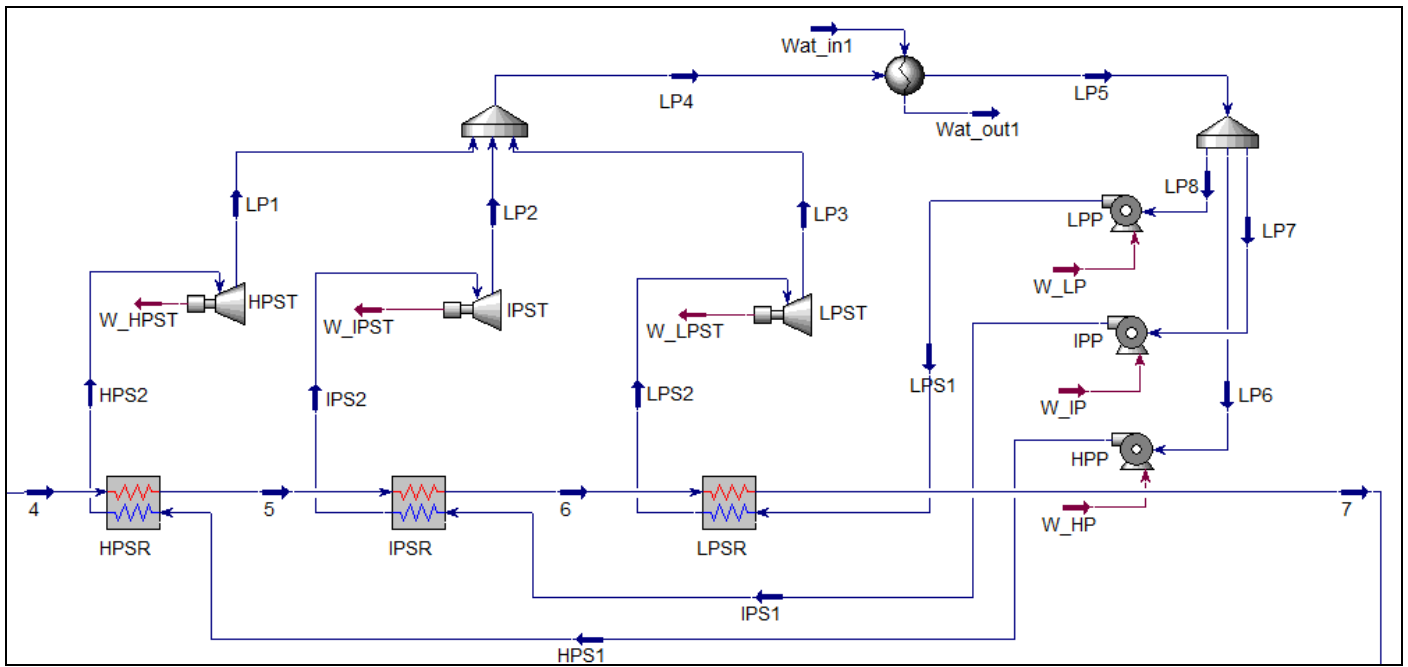 Wat_in1
LP4
LP5
Wat_out1
LP8
LP1
LP2
LP3
LPP
LP7
W_LP
HPST
IPST
LPST
W_HPST
W_IPST
W_LPST
IPP
HPS2
IPS2
LPS2
LPS1
W_IP
LP6
HPP
4
5
6
W_HP
7
HPSR
IPSR
LPSR
IPS1
HPS1